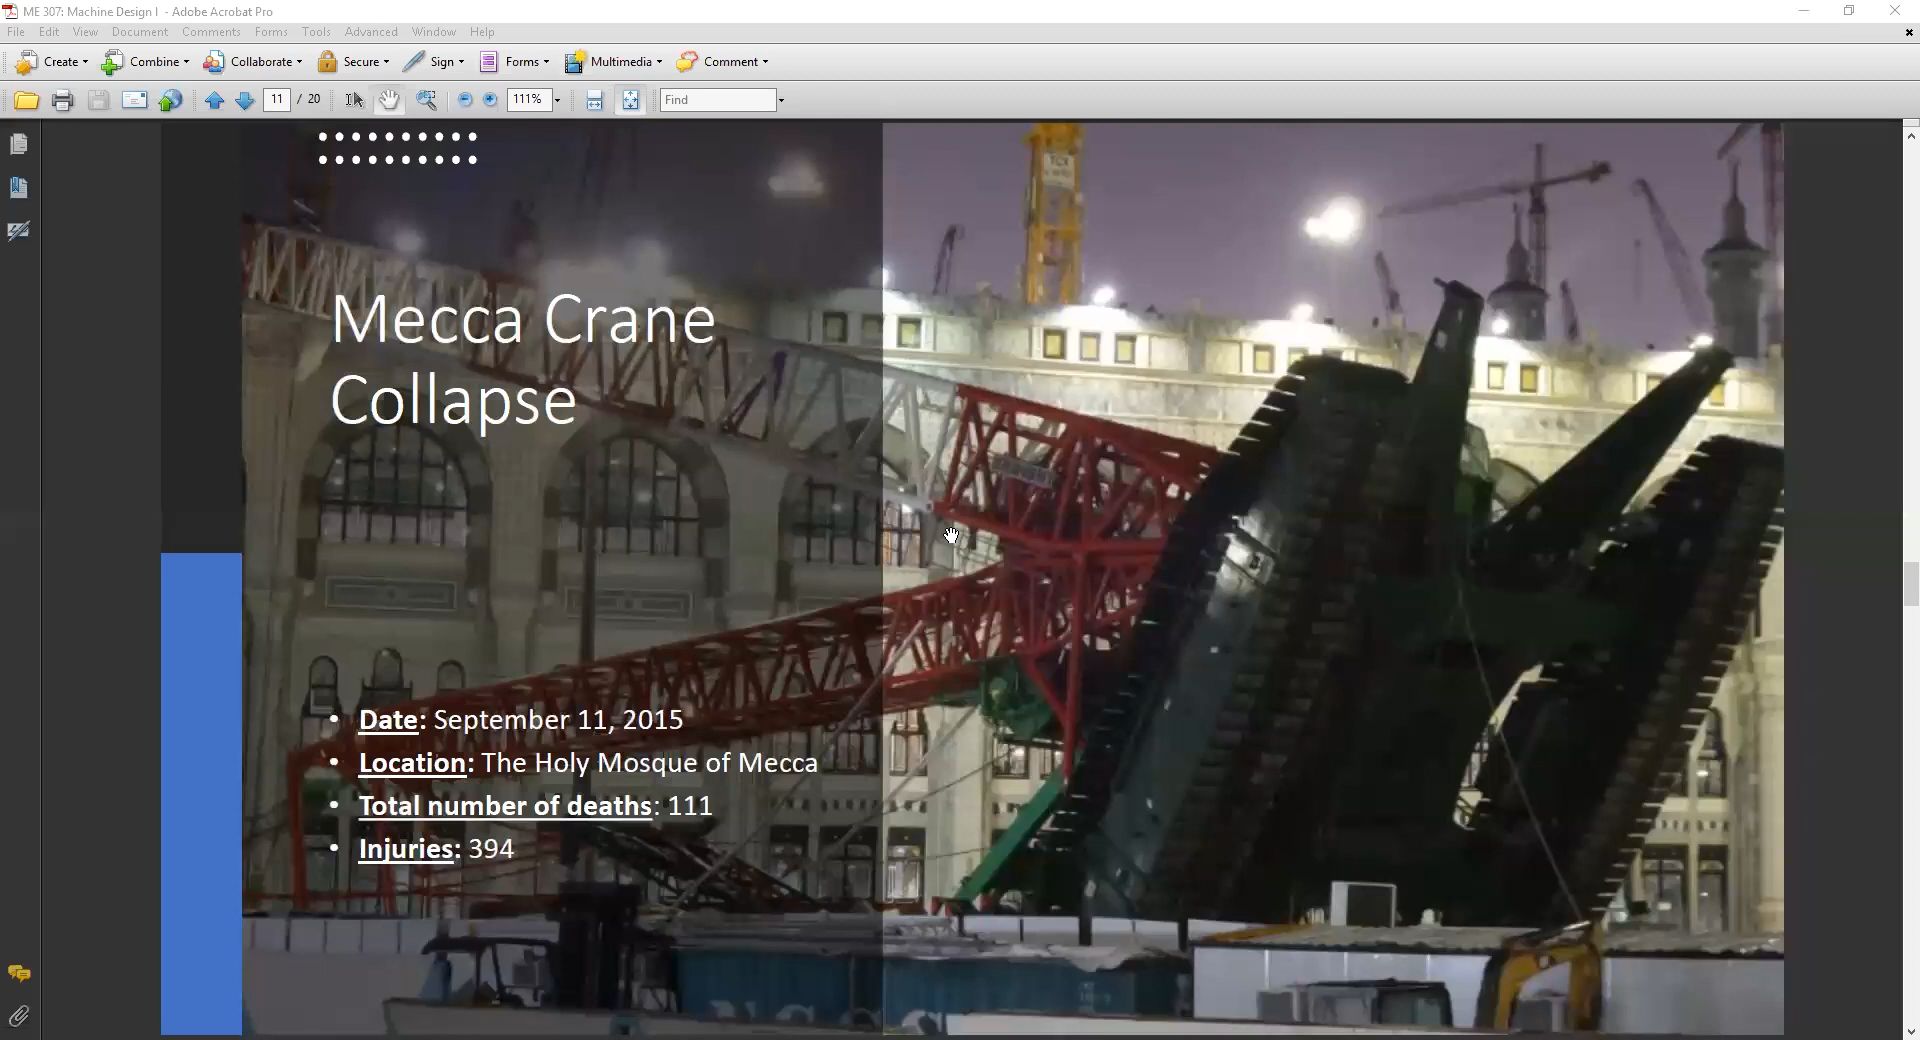 ME 307: Machine Design I - Adobe Acrobat Pro
File Edit View Document Comments Forms Tools Advanced Window Help
Create Combine Collaborate Secure Sign Forms Multimedia Comment
11 / 20 111% Find
Mecca Crane
Collapse
• Date: September 11, 2015
• Location: The Holy Mosque of Mecca
• Total number of deaths: 111
• Injuries: 394